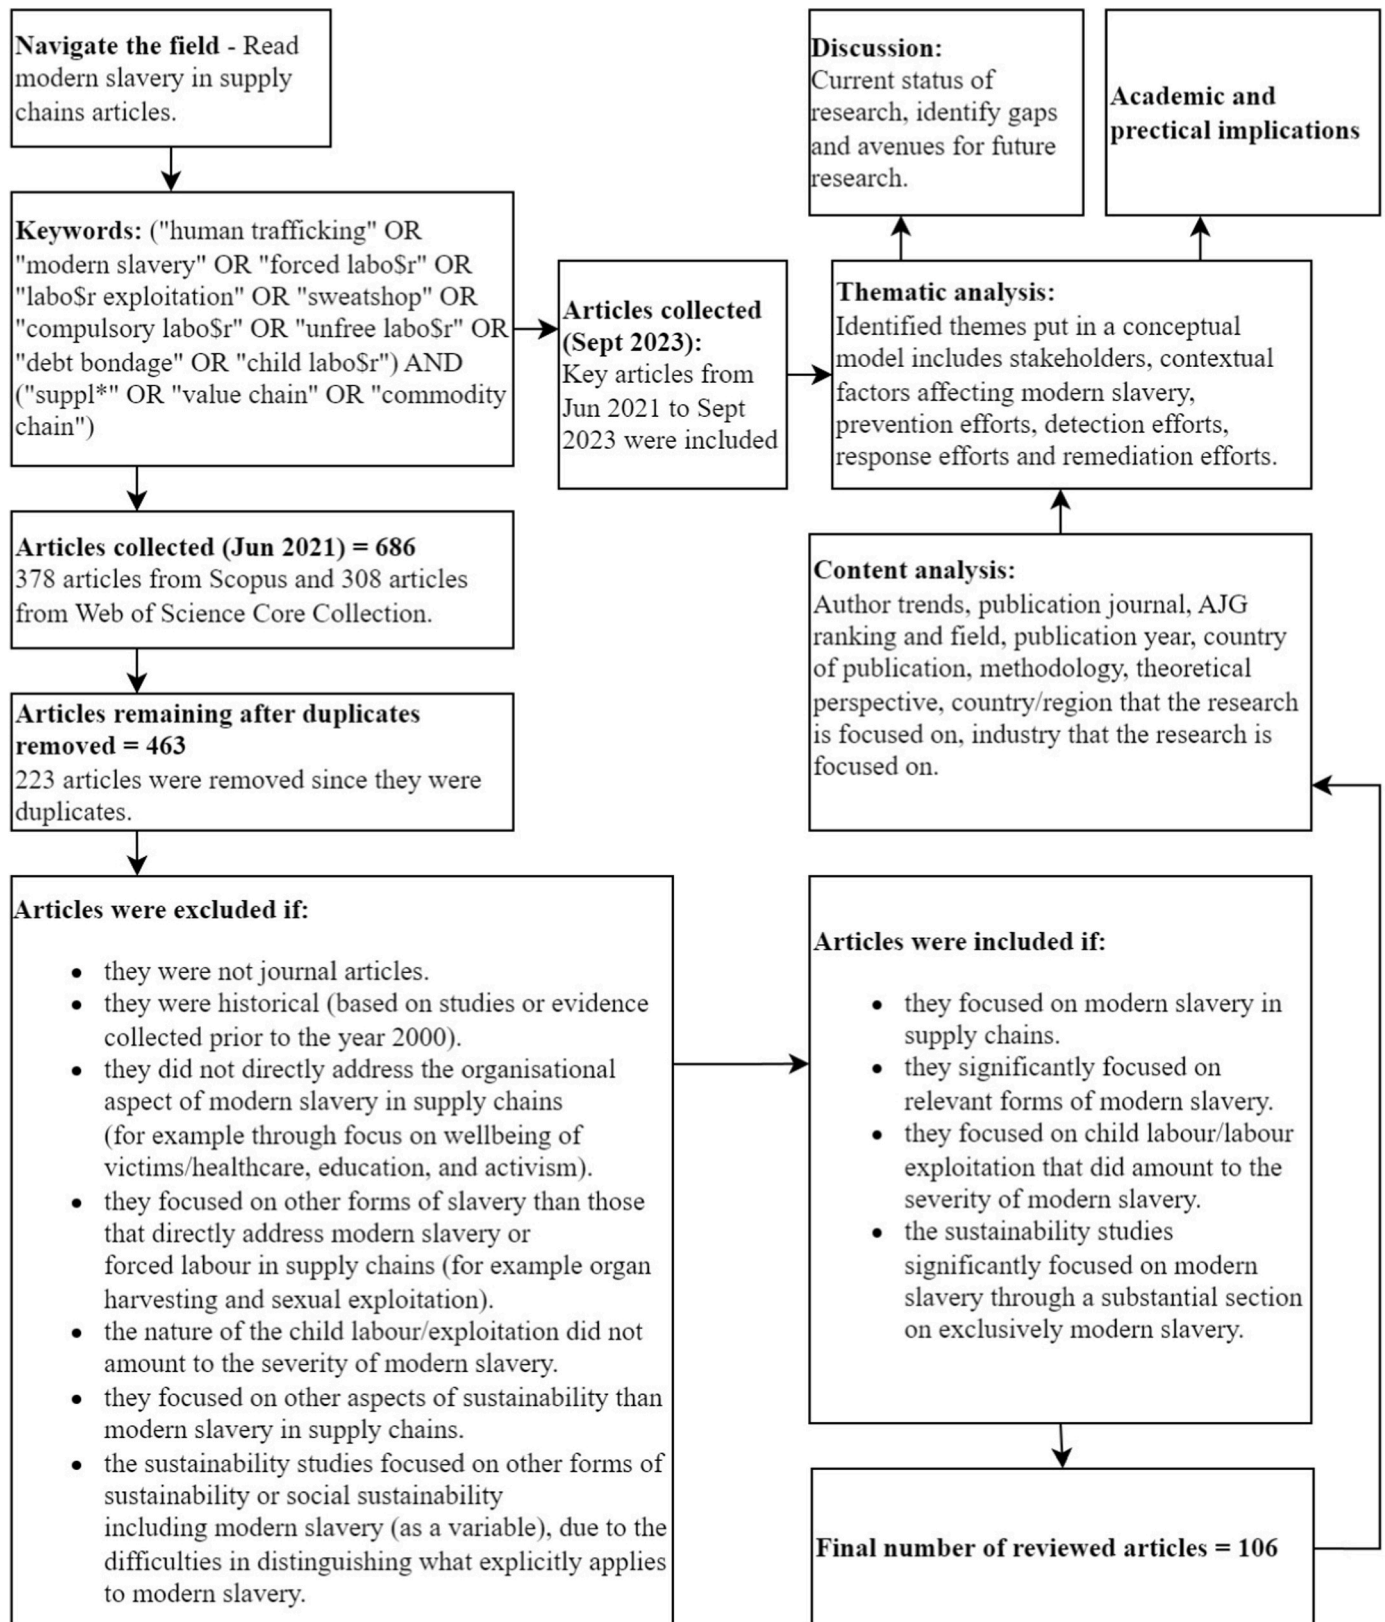 Navigate the field - Read
modern slavery in supply
chains articles.
Keywords: ("human trafficking" OR
"modern slavery" OR "forced labo$r" OR
"labo$r exploitation" OR "sweatshop" OR
"compulsory labo$r" OR "unfree labo$r" OR
"debt bondage" OR "child labo$r") AND
("suppl*" OR "value chain" OR "commodity
chain")
Articles collected (Jun 2021) = 686
378 articles from Scopus and 308 articles
from Web of Science Core Collection.
Articles remaining after duplicates
removed = 463
223 articles were removed since they were
duplicates.
Articles were excluded if:
• they were not journal articles.
• they were historical (based on studies or evidence
collected prior to the year 2000).
• they did not directly address the organisational
aspect of modern slavery in supply chains
(for example through focus on wellbeing of
victims/healthcare, education, and activism).
• they focused on other forms of slavery than those
that directly address modern slavery or
forced labour in supply chains (for example organ
harvesting and sexual exploitation).
• the nature of the child labour/exploitation did not
amount to the severity of modern slavery.
• they focused on other aspects of sustainability than
modern slavery in supply chains.
• the sustainability studies focused on other forms of
sustainability or social sustainability
including modern slavery (as a variable), due to the
difficulties in distinguishing what explicitly applies
to modern slavery.
Articles were included if:
• they focused on modern slavery in
supply chains.
• they significantly focused on
relevant forms of modern slavery.
• they focused on child labour/labour
exploitation that did amount to the
severity of modern slavery.
• the sustainability studies
significantly focused on modern
slavery through a substantial section
on exclusively modern slavery.
Final number of reviewed articles = 106
Content analysis:
Author trends, publication journal, AJG
ranking and field, publication year, country
of publication, methodology, theoretical
perspective, country/region that the research
is focused on, industry that the research is
focused on.
Articles collected
(Sept 2023):
Key articles from
Jun 2021 to Sept
2023 were included
Thematic analysis:
Identified themes put in a conceptual
model includes stakeholders, contextual
factors affecting modern slavery,
prevention efforts, detection efforts,
response efforts and remediation efforts.
Discussion:
Current status of
research, identify gaps
and avenues for future
research.
Academic and
prectical implications